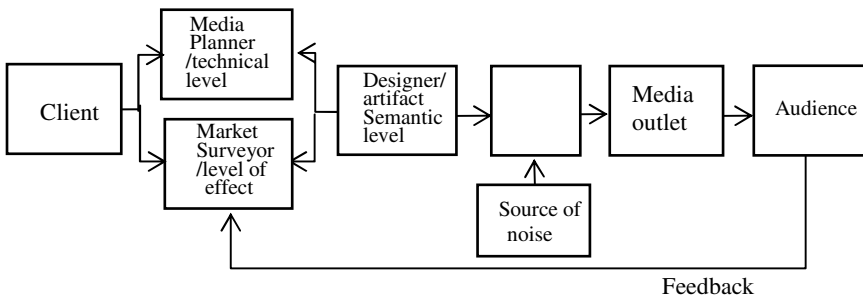 Client
Media
Planner
/technical
level
Market
Surveyor
/level of
effect
Designer/
artifact
Semantic
level
Source of
noise
Media
outlet
Audience
Feedback